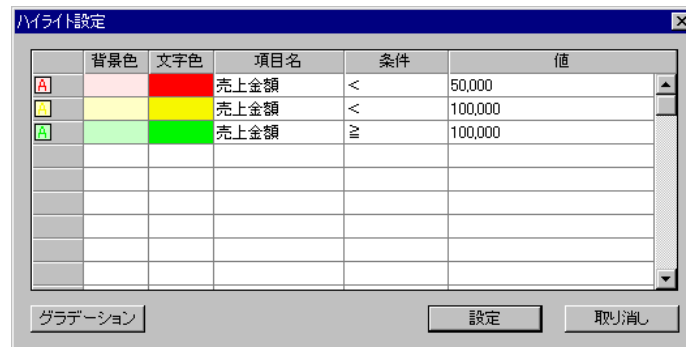 ハイライト設定
背景色 文字色 項目名 条件 値
A 売上金額 < 50,000
A 売上金額 < 100,000
A 売上金額 ≧ 100,000
グラデーション 設定 取り消し